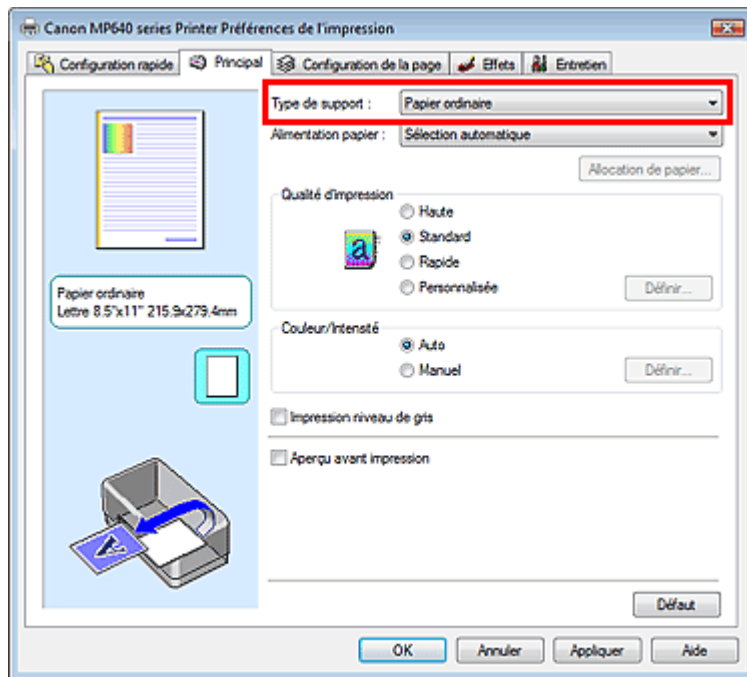 Canon MP640 series Printer Préférences de l'impression
Configuration rapide Principal Configuration de la page Effets Entretien
Type de support : Papier ordinaire
Alimentation papier : Sélection automatique
Allocation de papier...
Qualité d'impression
Haute
Standard
Rapide
Personnalisée Définir...
Papier ordinaire
Lettre 8.5"x11" 215.9x279.4mm
Couleur/Intensité
Auto
Manuel Définir...
Impression niveau de gris
Aperçu avant impression
Défaut
OK Annuler Appliquer Aide